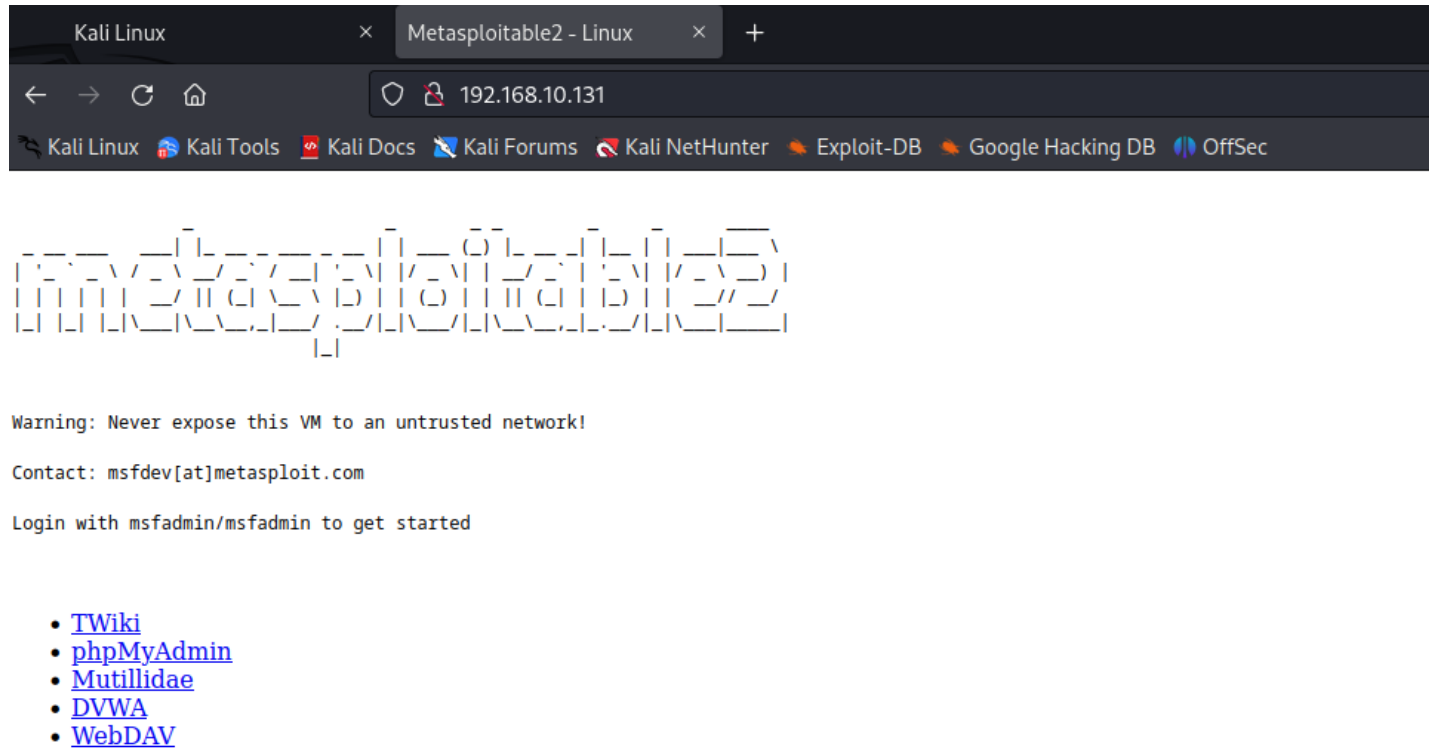 Kali Linux
Metasploitable2 - Linux
192.168.10.131
Kali Linux Kali Tools Kali Docs Kali Forums Kali NetHunter Exploit-DB Google Hacking DB OffSec
metasploitable2
Warning: Never expose this VM to an untrusted network!
Contact: msfdev[at]metasploit.com
Login with msfadmin/msfadmin to get started
TWiki
phpMyAdmin
Mutillidae
DVWA
WebDAV